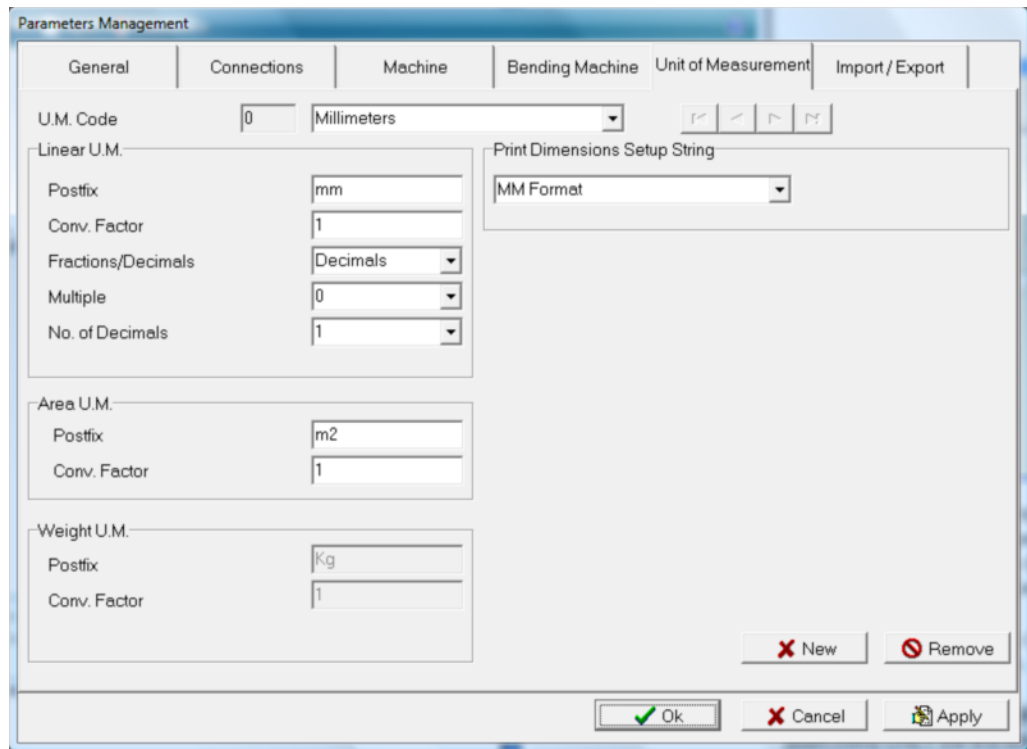 Parameters Management
General Connections Machine Bending Machine Unit of Measurement Import / Export
U.M. Code 0 Millimeters
Linear U.M.
Postfix mm
Conv. Factor 1
Fractions/Decimals Decimals
Multiple 0
No. of Decimals 1
Print Dimensions Setup String
MM Format
Area U.M.
Postfix m2
Conv. Factor 1
Weight U.M.
Postfix Kg
Conv. Factor 1
New Remove
Ok Cancel Apply